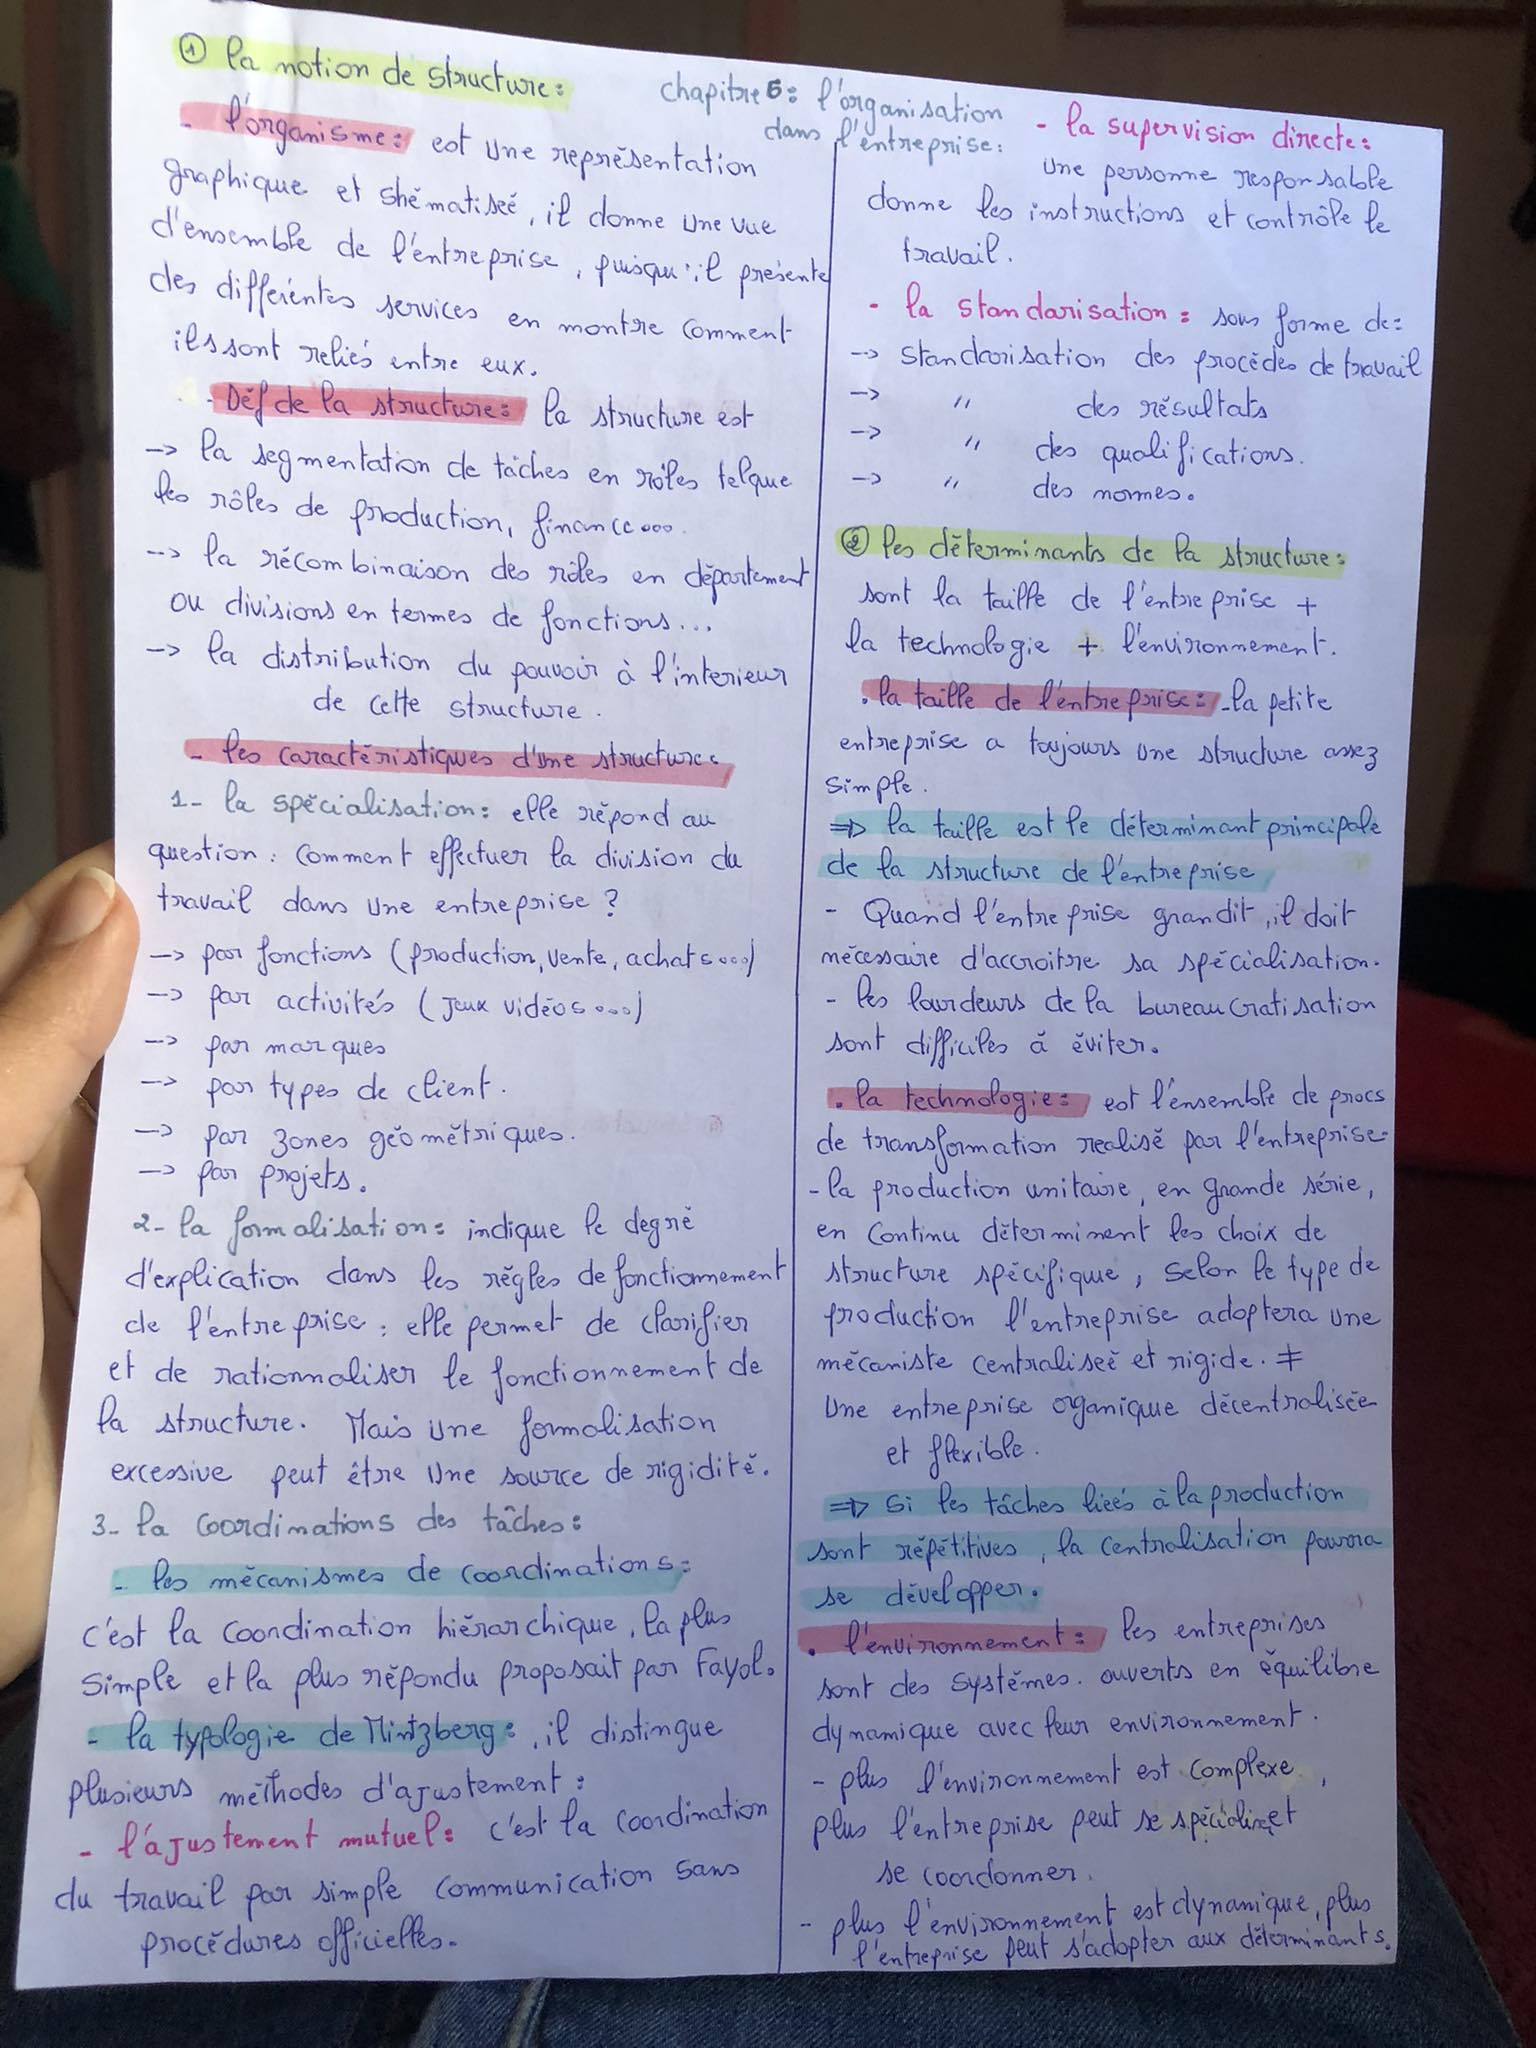 chapitre 5: l'organisation
dans l'entreprise:
① la notion de structure:
- l'organisme: est une représentation
graphique et shématiseé, il donne une vue
d'ensemble de l'entreprise, puisqu'il présente
des différentes services en montre comment
ils sont reliés entre eux.
- Déf de la structure: la structure est
--> la segmentation de tâches en rôles telque
les rôles de production, finance...
--> la récombinaison des rôles en département
ou divisions en termes de fonctions...
--> la distribution du pouvoir à l'interieur
de cette structure.
- les caractéristiques d'une structure:
1- la spécialisation: elle répond au
question: comment effectuer la division du
travail dans une entreprise?
--> par fonctions (production, vente, achats...)
--> par activités (jeux vidéos...)
--> par marques
--> par types de client.
--> par zones géométriques.
--> par projets.
2- la formalisation: indique le degré
d'explication dans les régles de fonctionnement
de l'entreprise: elle permet de clarifier
et de rationnaliser le fonctionnement de
la structure. Mais une formalisation
excessive peut être une source de rigidité.
3- la coordinations des tâches:
- les mécanismes de coordinations:
c'est la coordination hiérarchique, la plus
simple et la plus répondu proposait par Fayol.
- la typologie de Mintzberg: il distingue
plusieurs méthodes d'ajustement:
- l'ajustement mutuel: c'est la coordination
du travail par simple communication sans
procédures officielles.
- la supervision directe:
une personne responsable
donne les instructions et contrôle le
travail.
- la standarisation: sous forme de:
--> standarisation des procédés de travail
--> " des résultats
--> " des qualifications.
--> " des normes.
② les déterminants de la structure:
sont la taille de l'entreprise +
la technologie + l'environnement.
. la taille de l'entreprise: - la petite
entreprise a toujours une structure assez
simple.
=> la taille est le déterminant principale
de la structure de l'entreprise
- Quand l'entreprise grandit, il doit
nécessaire d'accroitre sa spécialisation.
- les lourdeurs de la bureaucratisation
sont difficiles à éviter.
. la technologie: est l'énsemble de procs
de transformation realisé par l'entreprise.
- la production unitaire, en grande série,
en continu déterminent les choix de
structure spécifique, selon le type de
production l'entreprise adoptera une
mécaniste centraliseé et rigide. ≠
une entreprise organique décentralisée
et flexible.
=> si les tâches lieés à la production
sont répétitives, la centralisation pourra
se développer.
. l'environnement: les entreprises
sont des systèmes. ouverts en équilibre
dynamique avec leur environnement.
- plus l'environnement est complexe,
plus l'entreprise peut se spécializet
se coordonner.
- plus l'environnement est dynamique, plus
l'entreprise peut s'adapter aux déterminants.